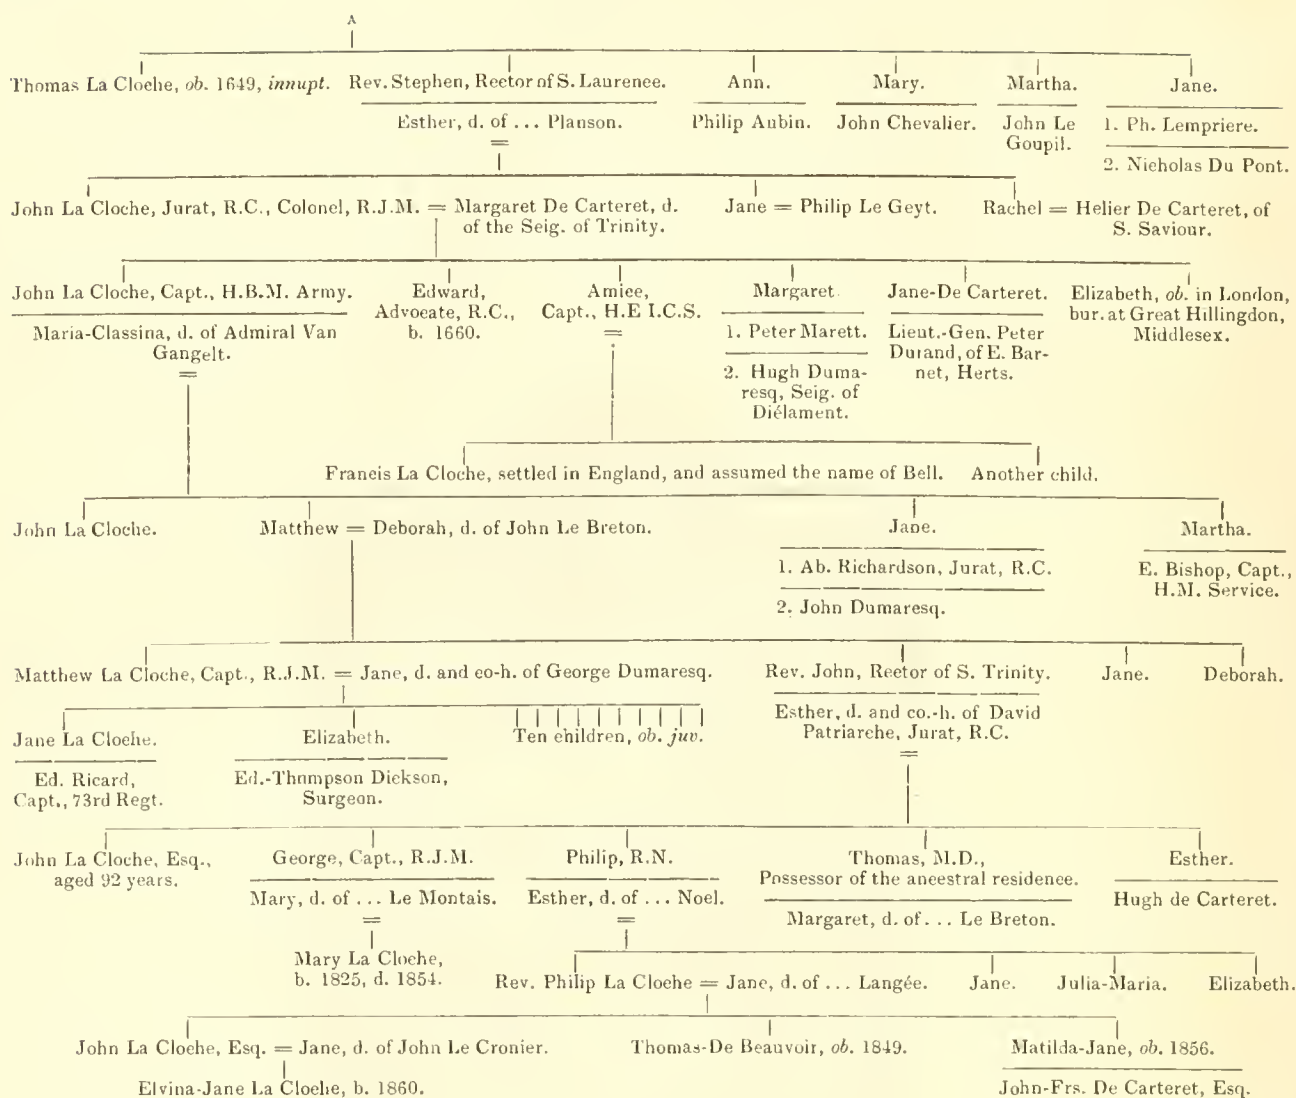 A
Thomas La Cloche, ob. 1649, innupt. Rev. Stephen, Rector of S. Laurence. Ann. Mary. Martha. Jane.
Esther, d. of ... Planson. Philip Aubin. John Chevalier. John Le 1. Ph. Lempriere.
=
Goupil.
2. Nicholas Du Pont.
John La Cloche, Jurat, R.C., Colonel, R.J.M. = Margaret De Carteret, d. Jane = Philip Le Geyt. Rachel = Helier De Carteret, of
of the Seig. of Trinity. S. Saviour.
John La Cloche, Capt., H.B.M. Army. Edward, Amice, Margaret Jane-De Carteret. Elizabeth, ob. in London,
Advocate, R.C., Capt., H.E I.C.S. bur. at Great Hillingdon,
Maria-Classina, d. of Admiral Van b. 1660. = 1. Peter Marett. Lieut.-Gen. Peter Middlesex.
Gangelt. Durand, of E. Bar-
= 2. Hugh Duma- net, Herts.
resq, Seig. of
Diélament.
Francis La Cloche, settled in England, and assumed the name of Bell. Another child.
John La Cloche. Matthew = Deborah, d. of John Le Breton. Jane. Martha.
1. Ab. Richardson, Jurat, R.C. E. Bishop, Capt.,
H.M. Service.
2. John Dumaresq.
Matthew La Cloche, Capt., R.J.M. = Jane, d. and co-h. of George Dumaresq. Rev. John, Rector of S. Trinity. Jane. Deborah.
Esther, d. and co.-h. of David
Jane La Cloche. Elizabeth. Ten children, ob. juv. Patriarche, Jurat, R.C.
=
Ed. Ricard, Ed.-Thompson Dickson,
Capt., 73rd Regt. Surgeon.
John La Cloche, Esq., George, Capt., R.J.M. Philip, R.N. Thomas, M.D., Esther.
aged 92 years. Possessor of the ancestral residence.
Mary, d. of ... Le Montais. Esther, d. of ... Noel. Hugh de Carteret.
= = Margaret, d. of. .. Le Breton.
Mary La Cloche,
b. 1825, d. 1854. Rev. Philip La Cloche = Jane, d. of ... Langée. Jane. Julia-Maria. Elizabeth.
John La Cloche, Esq. = Jane, d. of John Le Cronier. Thomas-De Beauvoir, ob. 1849. Matilda-Jane, ob. 1856.
Elvina-Jane La Cloche, b. 1860. John-Frs. De Carteret, Esq.